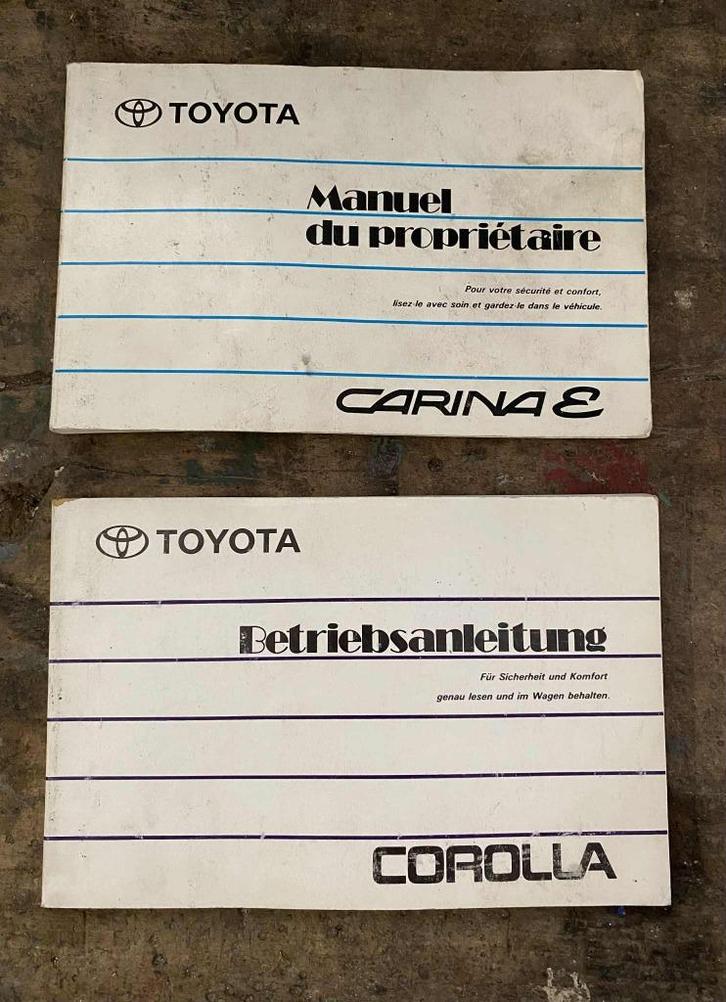 TOYOTA
Manuel
du propriétaire
Pour votre sécurité et confort,
lisez-le avec soin et gardez-le dans le véhicule.
CARINA E
TOYOTA
Betriebsanleitung
Für Sicherheit und Komfort
genau lesen und im Wagen behalten.
COROLLA